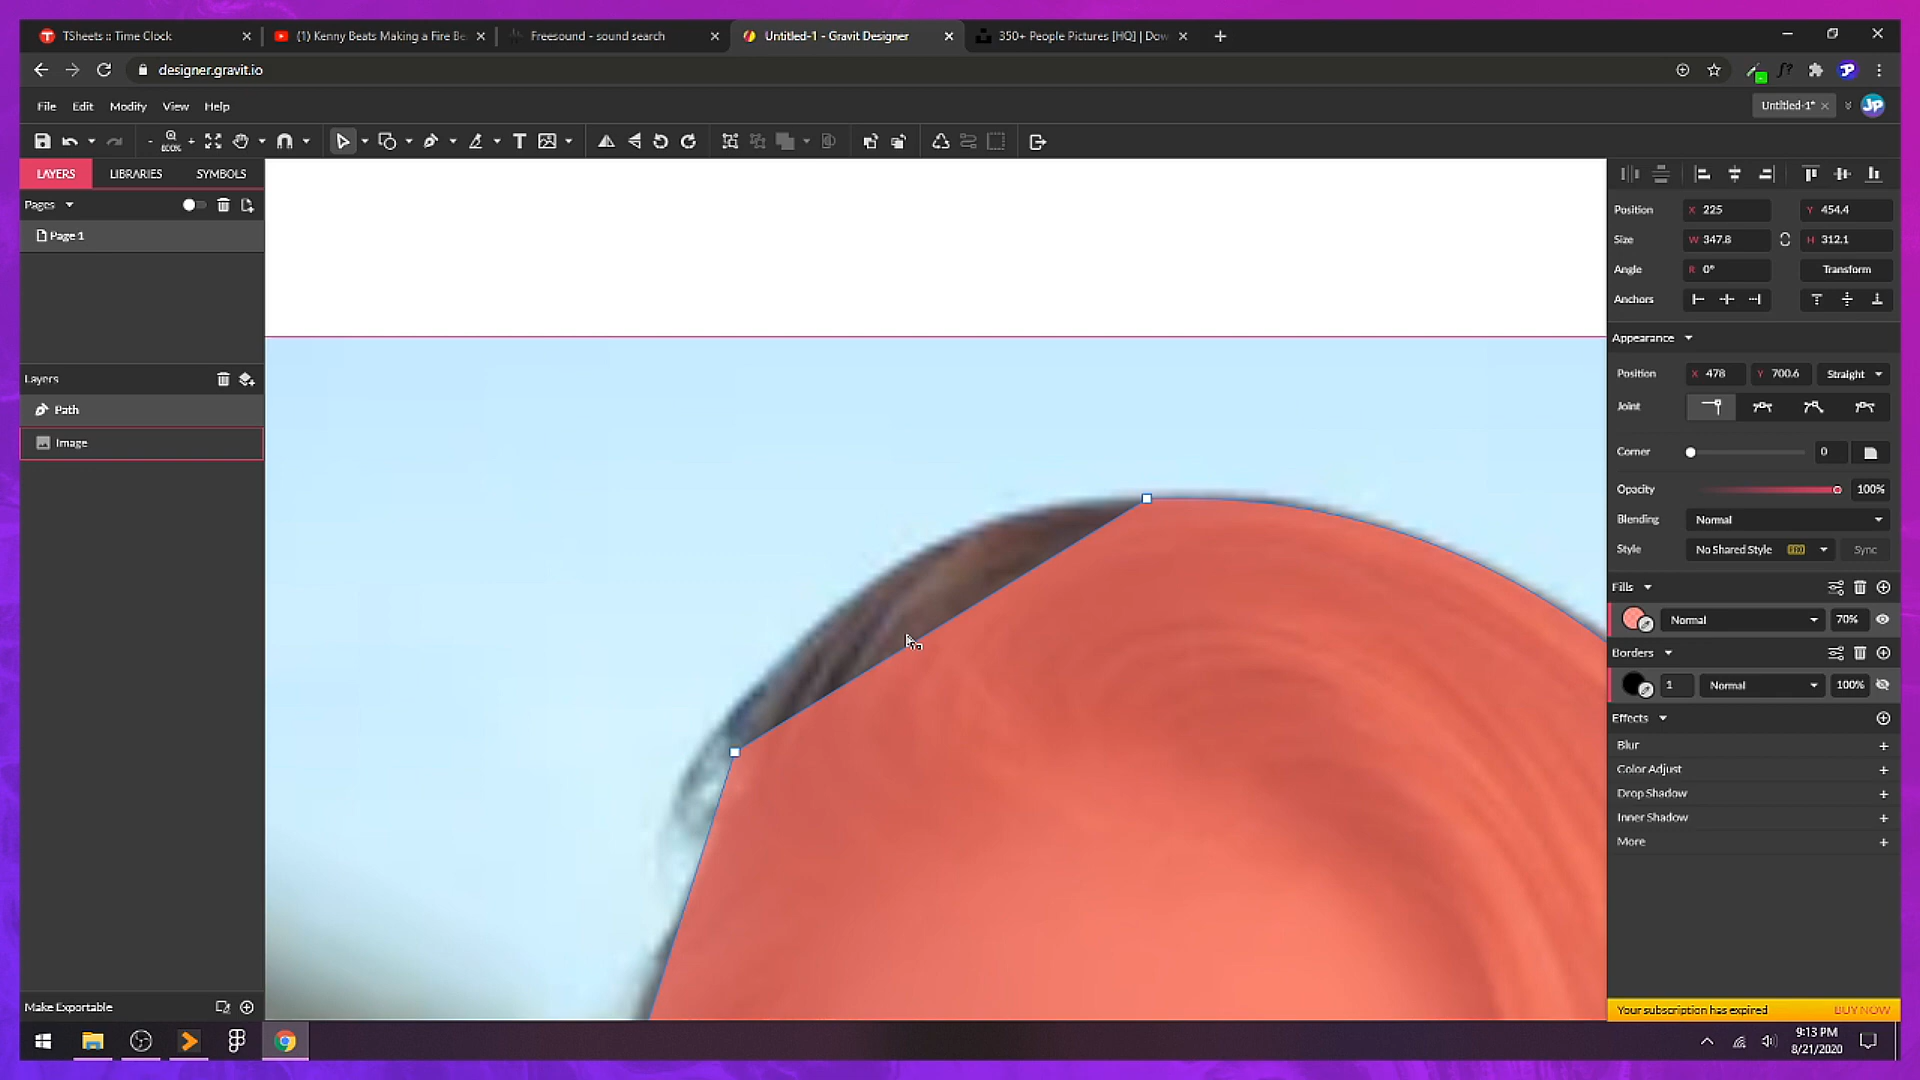 TSheets :: Time Clock
(1) Kenny Beats Making a Fire Be
Freesound - sound search
Untitled-1 - Gravit Designer
350+ People Pictures [HQ] | Dow
designer.gravit.io
File Edit Modify View Help
Untitled-1*
JP
800%
LAYERS LIBRARIES SYMBOLS
Pages
Page 1
Layers
Path
Image
Make Exportable
Position X 225 Y 454.4
Size W 347.8 H 312.1
Angle R 0° Transform
Anchors
Appearance
Position X 478 Y 700.6 Straight
Joint
Corner 0
Opacity 100%
Blending Normal
Style No Shared Style PRO Sync
Fills
Normal 70%
Borders
1 Normal 100%
Effects
Blur
Color Adjust
Drop Shadow
Inner Shadow
More
Your subscription has expired BUY NOW
9:13 PM
8/21/2020